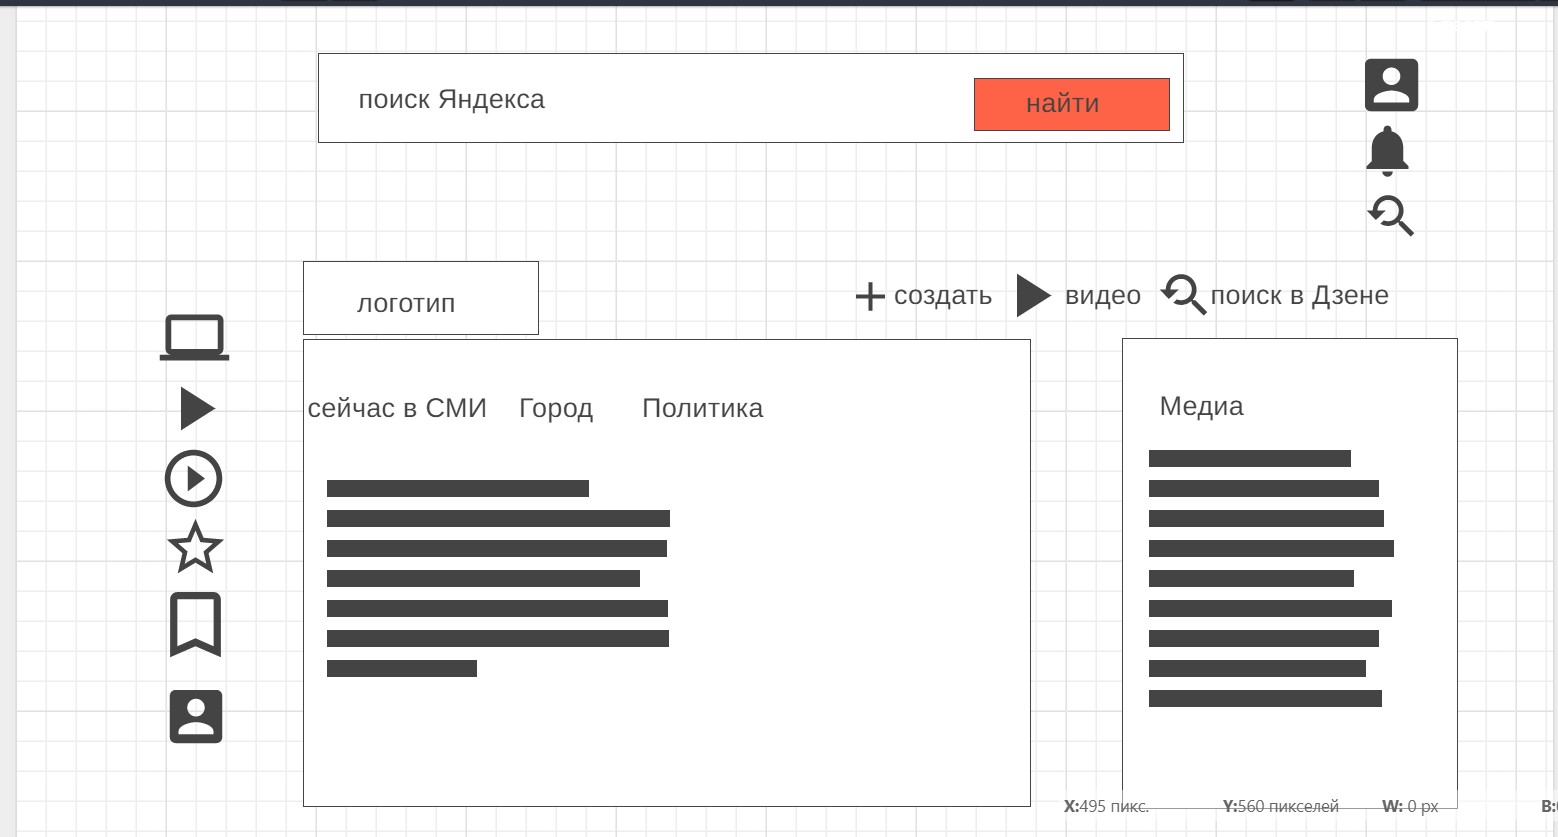 поиск Яндекса
найти
логотип
создать видео поиск в Дзене
сейчас в СМИ Город Политика
Медиа
X:495 пикс. Y:560 пикселей W: 0 px B: